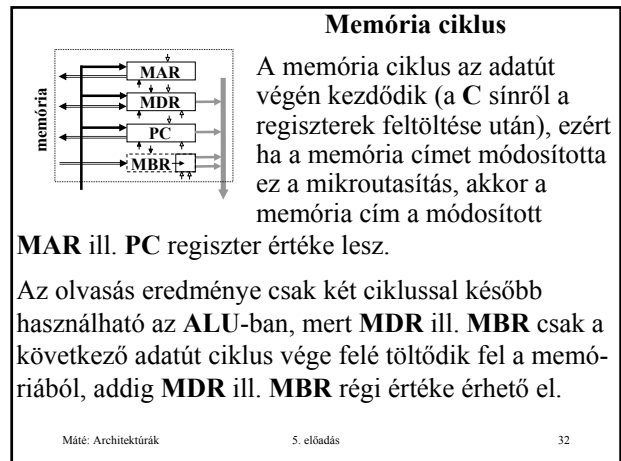 Memória ciklus
memória
MAR
MDR
PC
MBR
A memória ciklus az adatút
végén kezdődik (a C sínről a
regiszterek feltöltése után), ezért
ha a memória címet módosította
ez a mikroutasítás, akkor a
memória cím a módosított
MAR ill. PC regiszter értéke lesz.
Az olvasás eredménye csak két ciklussal később
használható az ALU-ban, mert MDR ill. MBR csak a
következő adatút ciklus vége felé töltődik fel a memó-
riából, addig MDR ill. MBR régi értéke érhető el.
Máté: Architektúrák 5. előadás 32